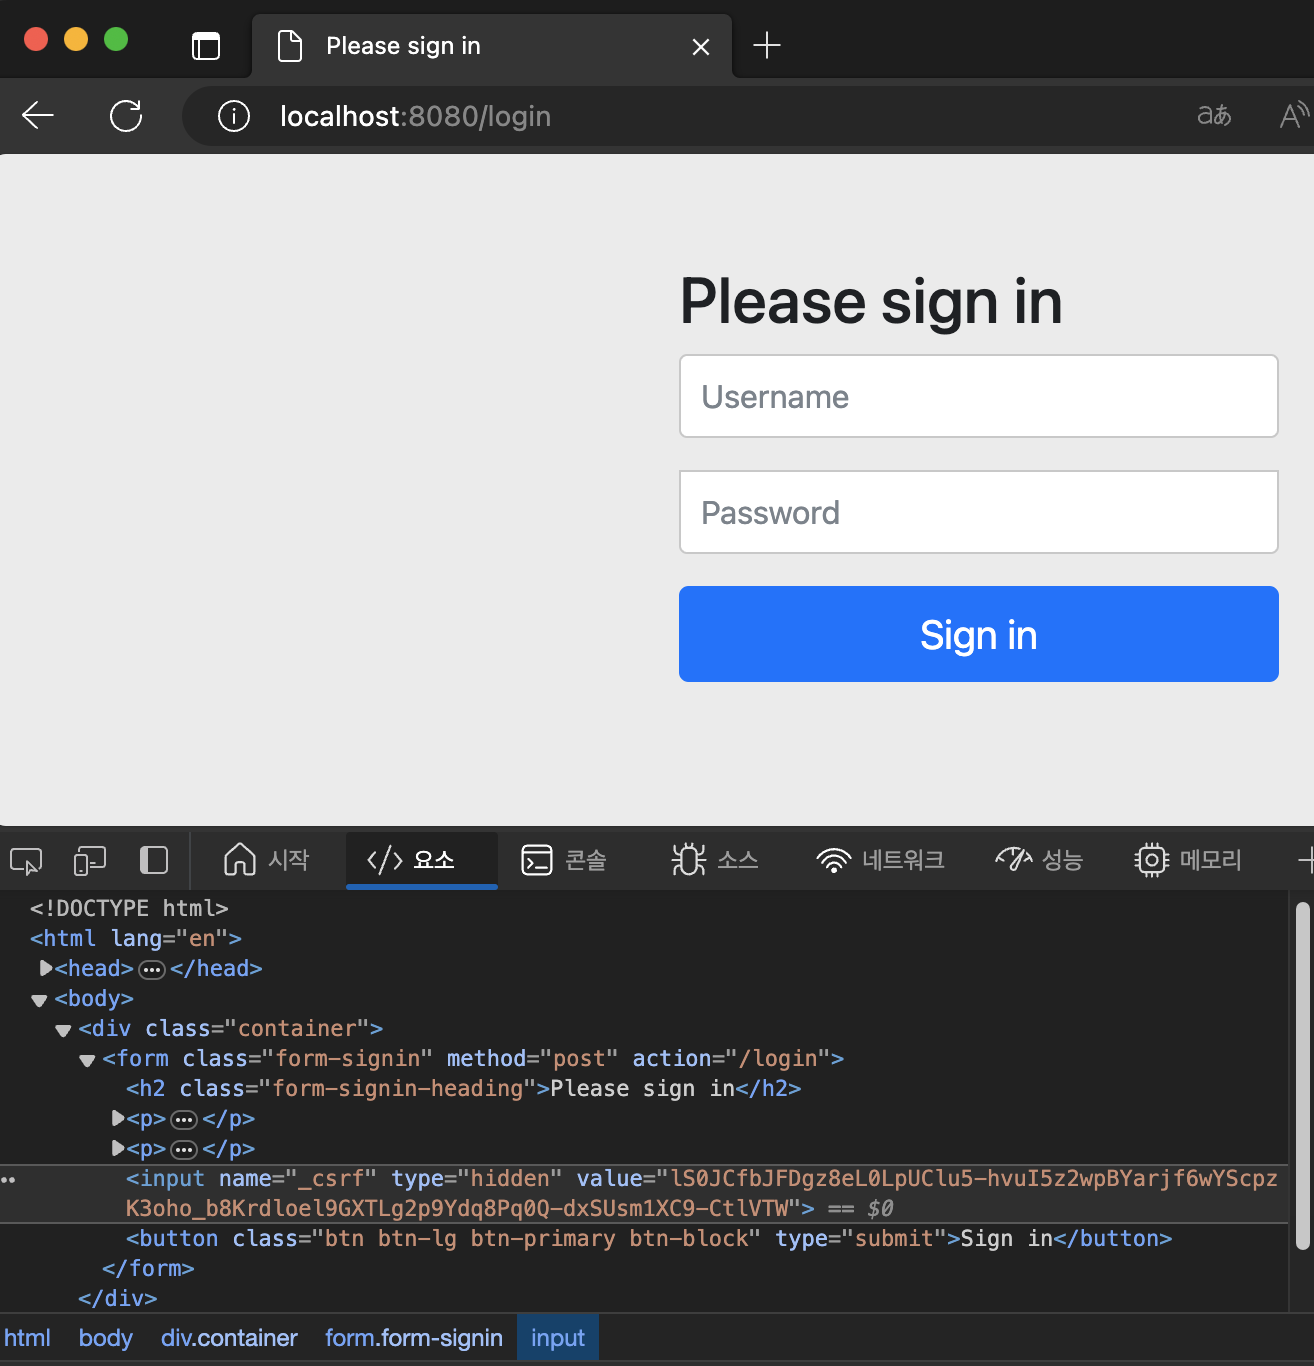 Please sign in
localhost:8080/login
aあ
A
Please sign in
Username
Password
Sign in
시작
요소
콘솔
소스
네트워크
성능
메모리
<!DOCTYPE html>
<html lang="en">
<head>…</head>
<body>
<div class="container">
<form class="form-signin" method="post" action="/login">
<h2 class="form-signin-heading">Please sign in</h2>
<p>…</p>
<p>…</p>
<input name="_csrf" type="hidden" value="lS0JCfbJFDgz8eL0LpUClu5-hvuI5z2wpBYarjf6wYScpz
K3oho_b8Krdloel9GXTLg2p9Ydq8Pq0Q-dxSUsm1XC9-CtlVTW"> == $0
<button class="btn btn-lg btn-primary btn-block" type="submit">Sign in</button>
</form>
</div>
html body div.container form.form-signin input